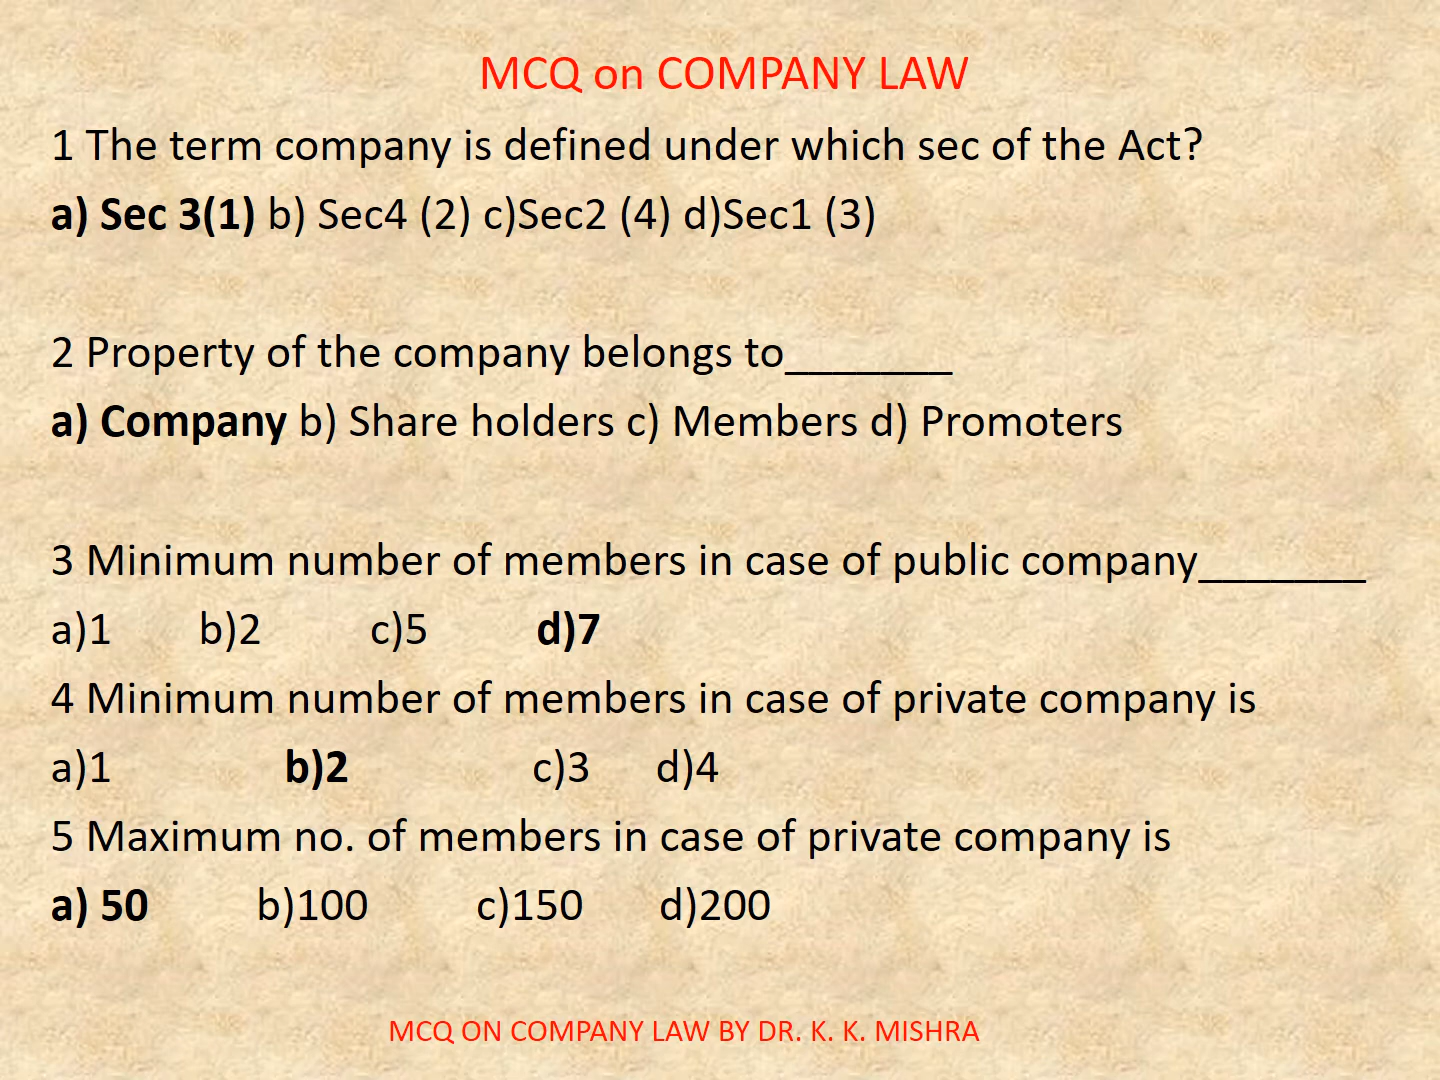 MCQ on COMPANY LAW
1 The term company is defined under which sec of the Act?
a) Sec 3(1) b) Sec4 (2) c)Sec2 (4) d)Sec1 (3)
2 Property of the company belongs to_______
a) Company b) Share holders c) Members d) Promoters
3 Minimum number of members in case of public company_______
a)1 b)2 c)5 d)7
4 Minimum number of members in case of private company is
a)1 b)2 c)3 d)4
5 Maximum no. of members in case of private company is
a) 50 b)100 c)150 d)200
MCQ ON COMPANY LAW BY DR. K. K. MISHRA